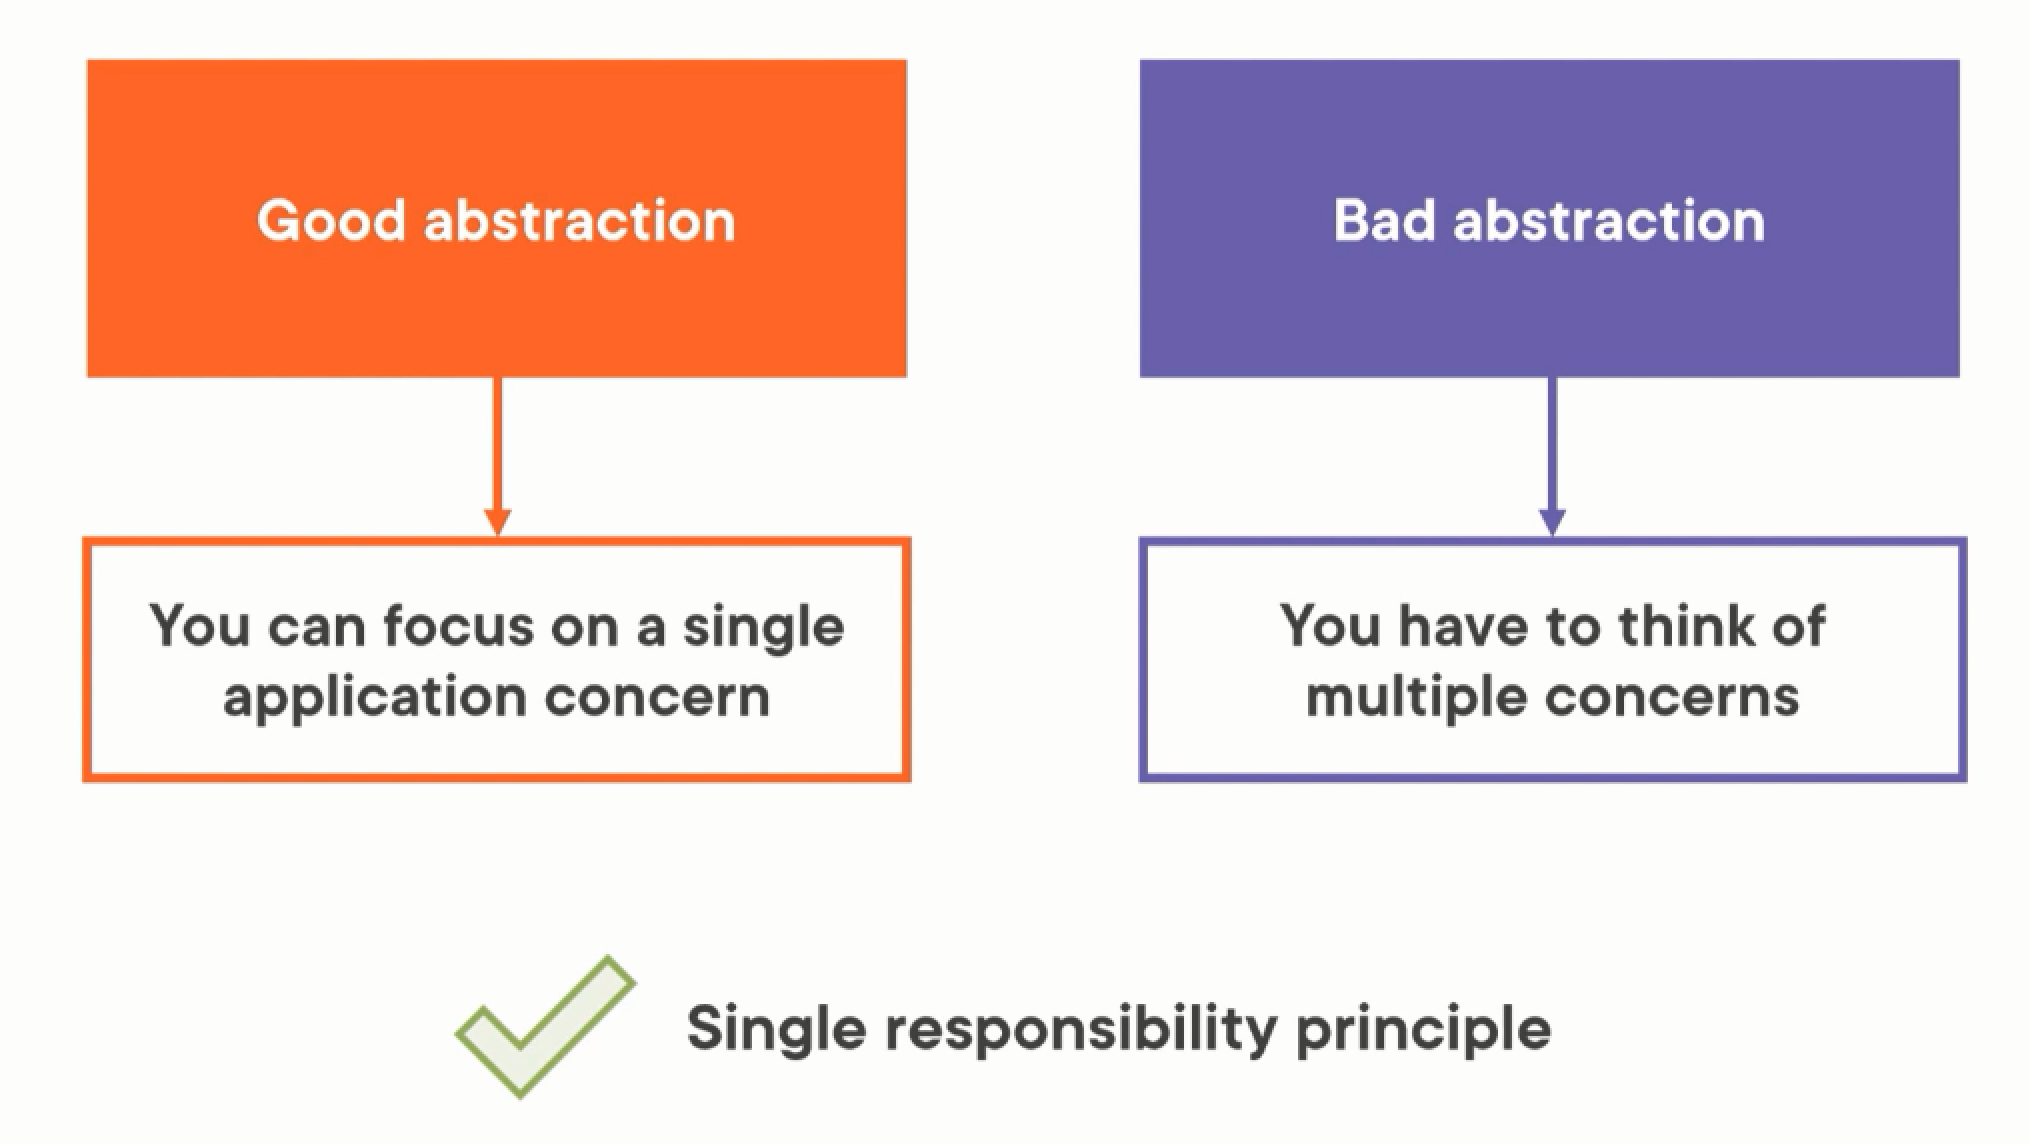 Good abstraction
Bad abstraction
You can focus on a single
application concern
You have to think of
multiple concerns
Single responsibility principle